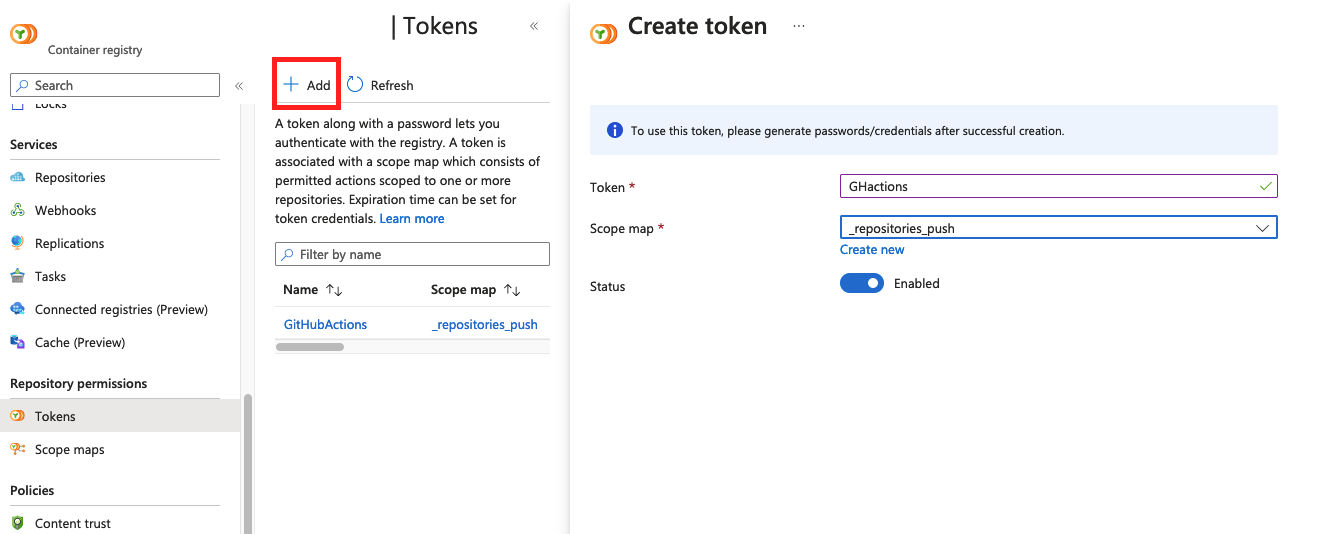 Container registry
Search
Locks
Services
Repositories
Webhooks
Replications
Tasks
Connected registries (Preview)
Cache (Preview)
Repository permissions
Tokens
Scope maps
Policies
Content trust
| Tokens
Add Refresh
A token along with a password lets you
authenticate with the registry. A token is
associated with a scope map which consists of
permitted actions scoped to one or more
repositories. Expiration time can be set for
token credentials. Learn more
Filter by name
Name Scope map
GitHubActions _repositories_push
Create token
To use this token, please generate passwords/credentials after successful creation.
Token * GHactions
Scope map * _repositories_push
Create new
Status Enabled